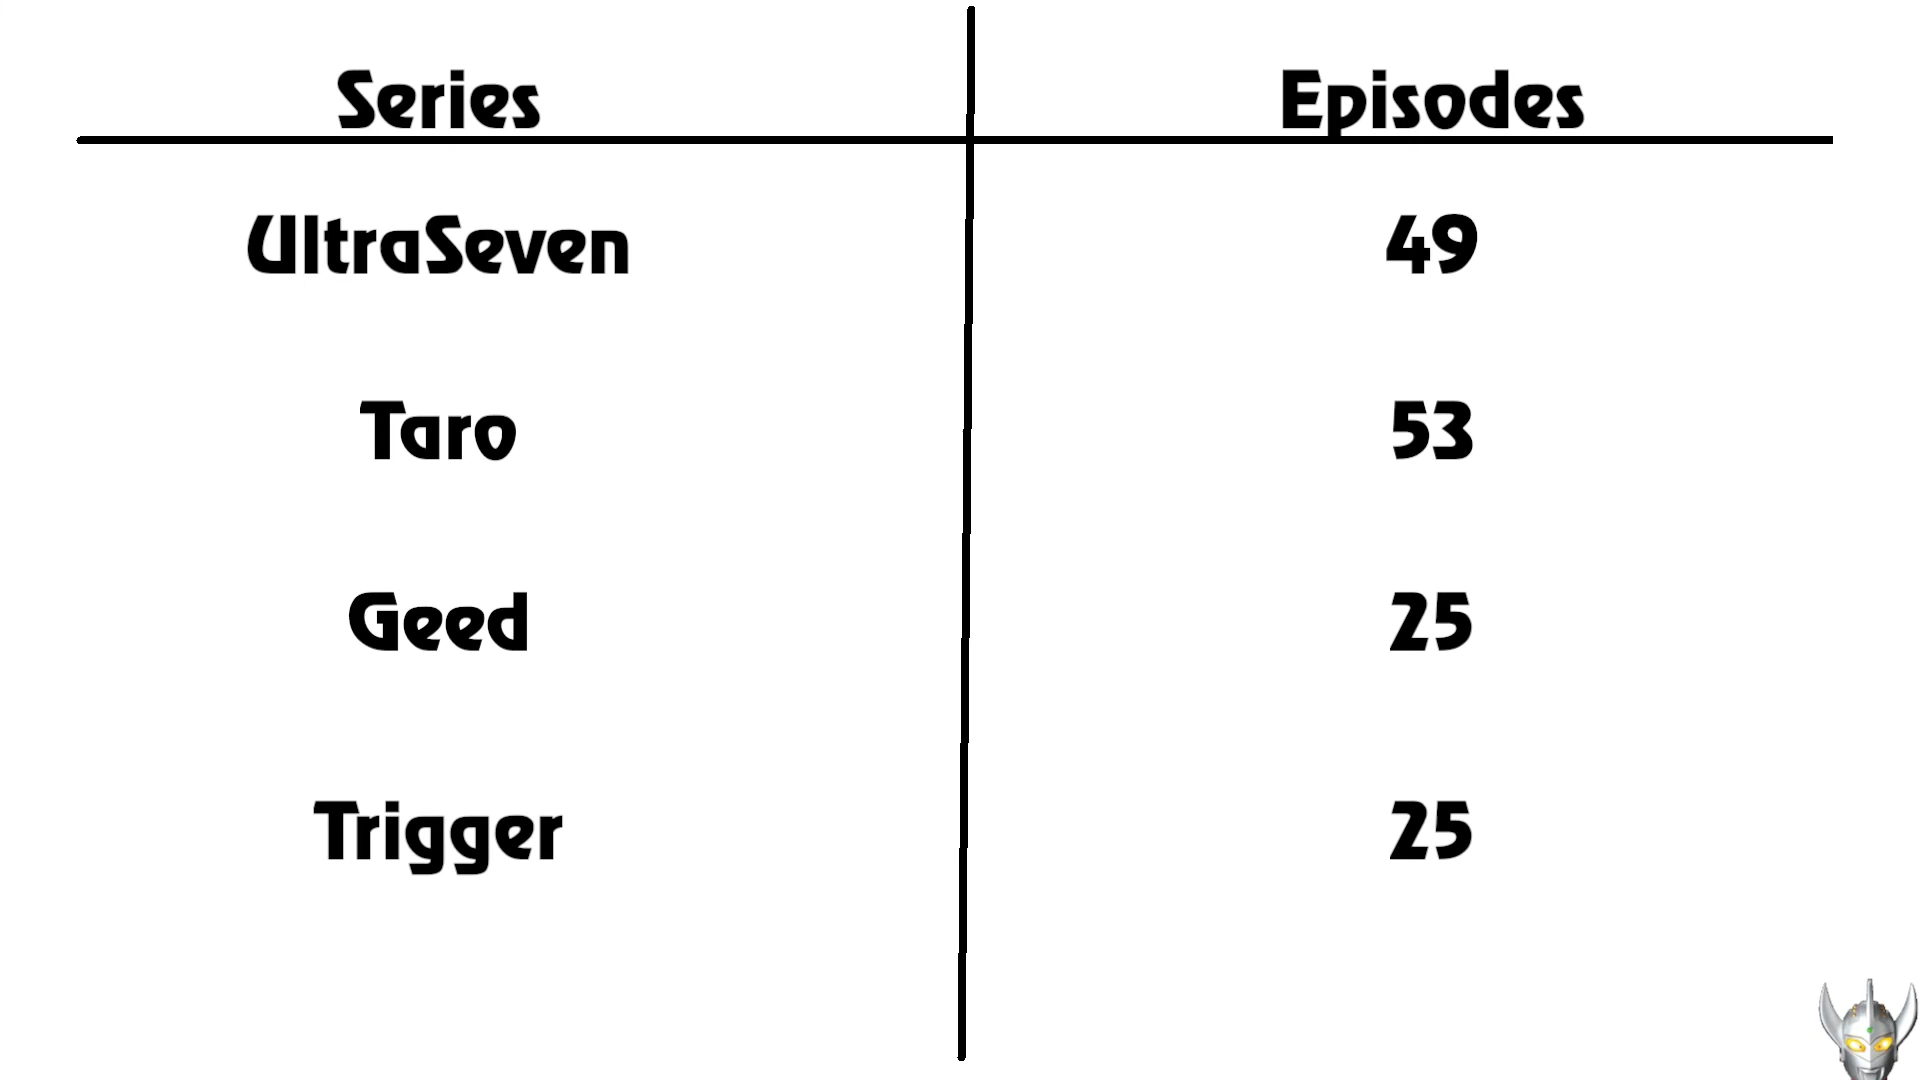 Series Episodes
UltraSeven 49
Taro 53
Geed 25
Trigger 25